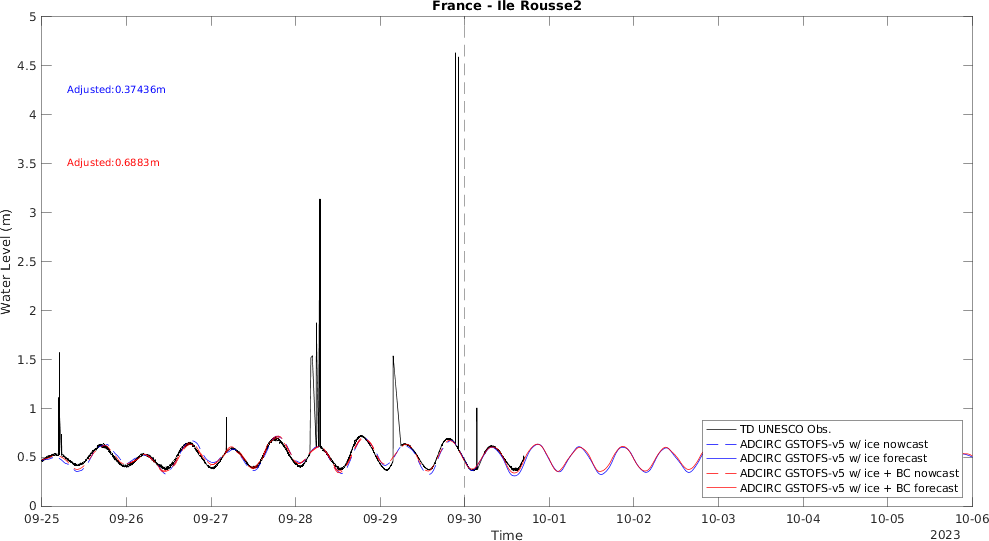 France - Ile Rousse2
5
4.5
4
3.5
3
2.5
2
1.5
1
0.5
0
Water Level (m)
Adjusted:0.37436m
Adjusted:0.6883m
TD UNESCO Obs.
ADCIRC GSTOFS-v5 w/ ice nowcast
ADCIRC GSTOFS-v5 w/ ice forecast
ADCIRC GSTOFS-v5 w/ ice + BC nowcast
ADCIRC GSTOFS-v5 w/ ice + BC forecast
09-25 09-26 09-27 09-28 09-29 09-30 10-01 10-02 10-03 10-04 10-05 10-06
Time
2023